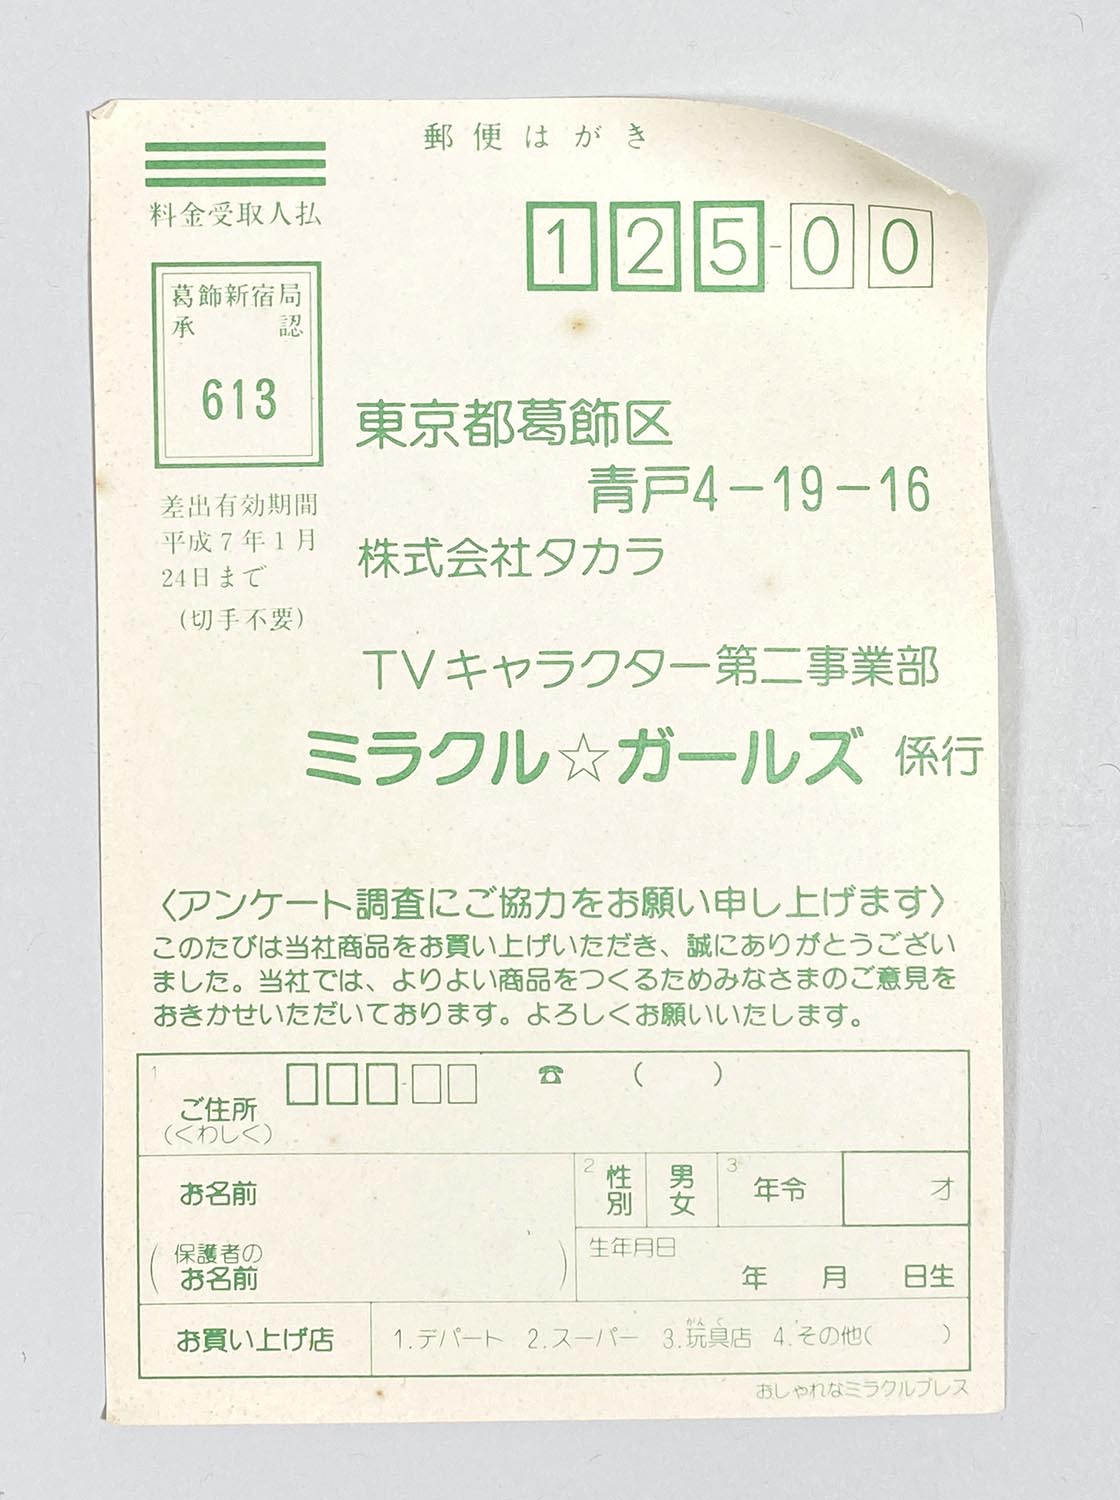 郵便はがき
料金受取人払
125-00
葛飾新宿局
承認
613
差出有効期間
平成7年1月
24日まで
(切手不要)
東京都葛飾区
青戸4-19-16
株式会社タカラ
TVキャラクター第二事業部
ミラクル☆ガールズ 係行
〈アンケート調査にご協力をお願い申し上げます〉
このたびは当社商品をお買い上げいただき、誠にありがとうござい
ました。当社では、よりよい商品をつくるためみなさまのご意見を
おきかせいただいております。よろしくお願いいたします。
1
ご住所
(くわしく)
☎ ( )
お名前
2 性別 男 女
3 年令 才
(保護者の
お名前 )
生年月日
年 月 日生
お買い上げ店
1.デパート 2.スーパー 3.玩具店 4.その他( )
がんぐ
おしゃれなミラクルブレス